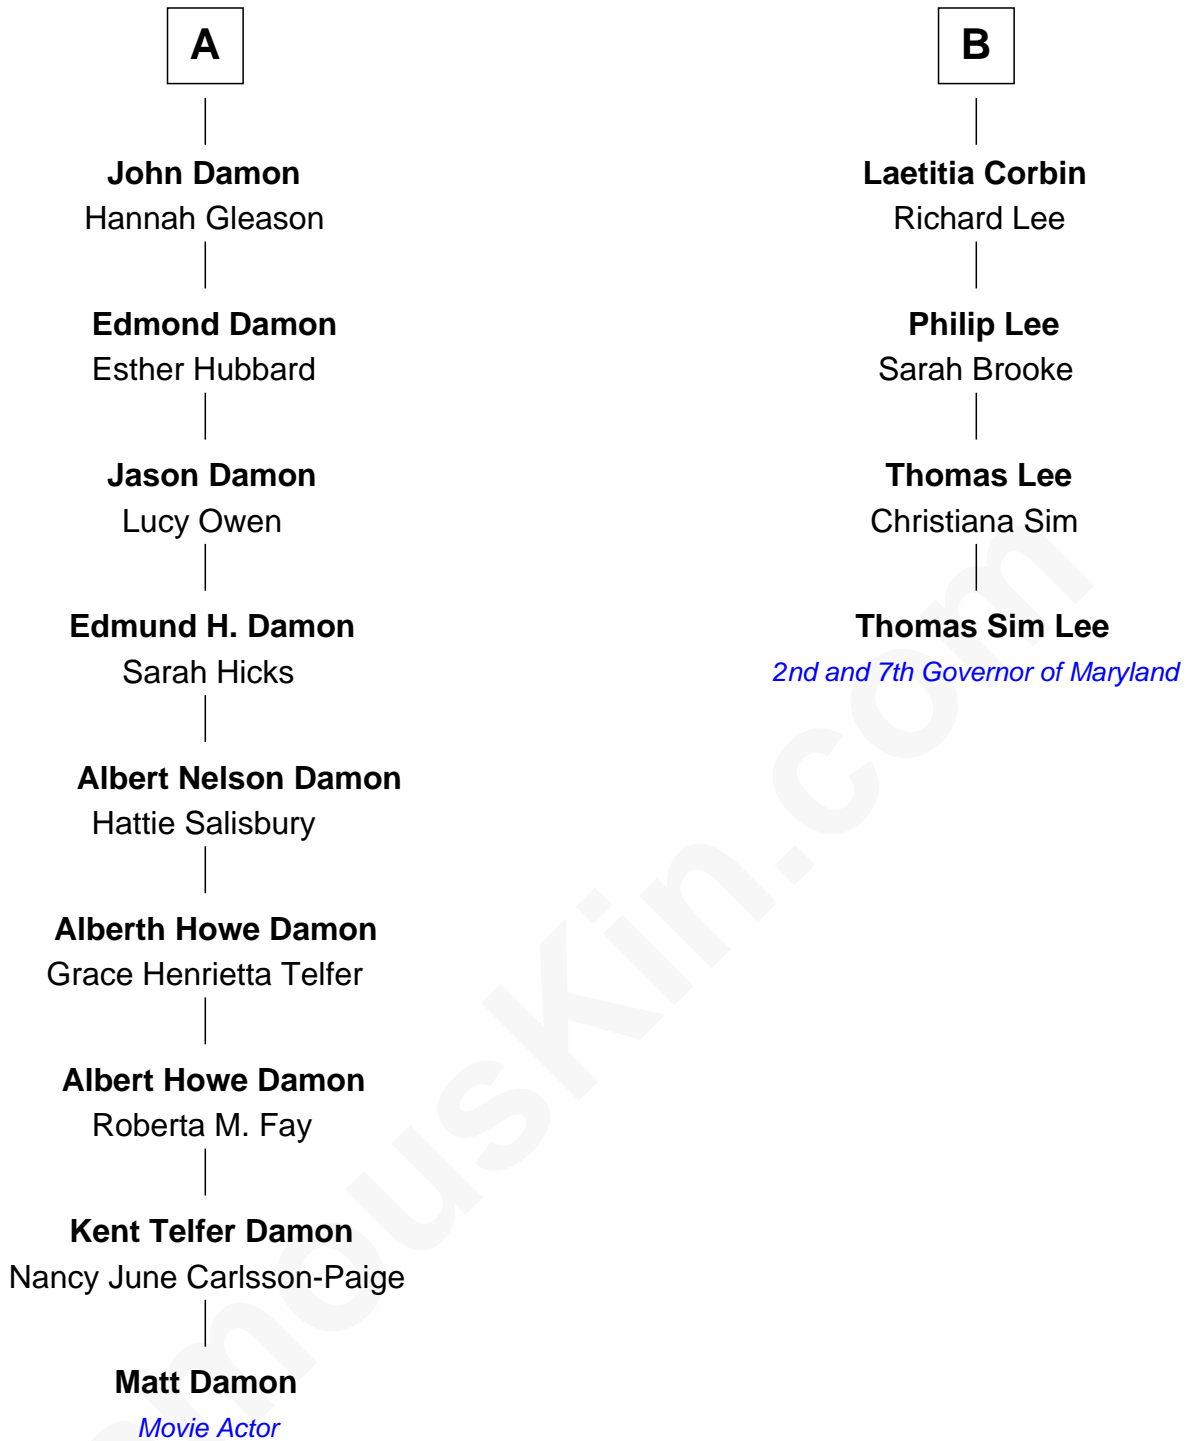 A
John Damon
Hannah Gleason
Edmond Damon
Esther Hubbard
Jason Damon
Lucy Owen
Edmund H. Damon
Sarah Hicks
Albert Nelson Damon
Hattie Salisbury
Alberth Howe Damon
Grace Henrietta Telfer
Albert Howe Damon
Roberta M. Fay
Kent Telfer Damon
Nancy June Carlsson-Paige
Matt Damon
Movie Actor
B
Laetitia Corbin
Richard Lee
Philip Lee
Sarah Brooke
Thomas Lee
Christiana Sim
Thomas Sim Lee
2nd and 7th Governor of Maryland
mousKin.com